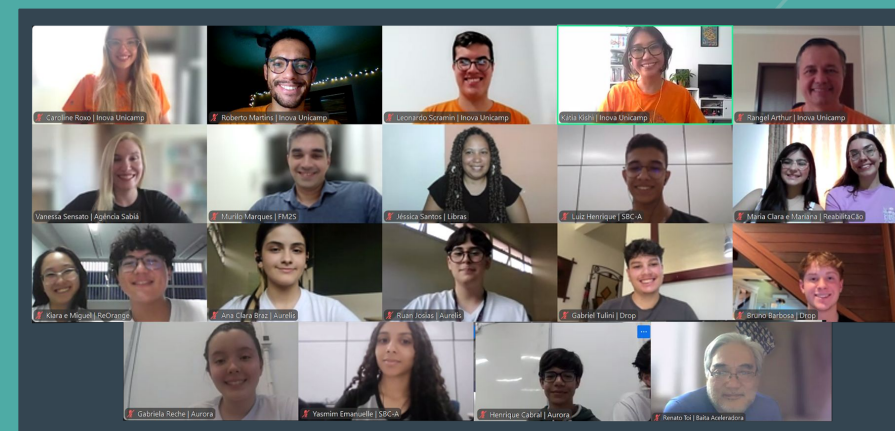 Caroline Roxo | Inova Unicamp
Roberto Martins | Inova Unicamp
Leonardo Scramin | Inova Unicamp
Kátia Kishi | Inova Unicamp
Rangel Arthur | Inova Unicamp
Vanessa Sensato | Agência Sabiá
Murilo Marques | FM2S
Jéssica Santos | Libras
Luiz Henrique | SBC-A
Maria Clara e Mariana | ReabilitaCão
Kiara e Miguel | ReOrange
Ana Clara Braz | Aurelis
Ruan Josias | Aurelis
Gabriel Tulini | Drop
Bruno Barbosa | Drop
Gabriela Reche | Aurora
Yasmim Emanuelle | SBC-A
Henrique Cabral | Aurora
Renato Toi | Baita Aceleradora